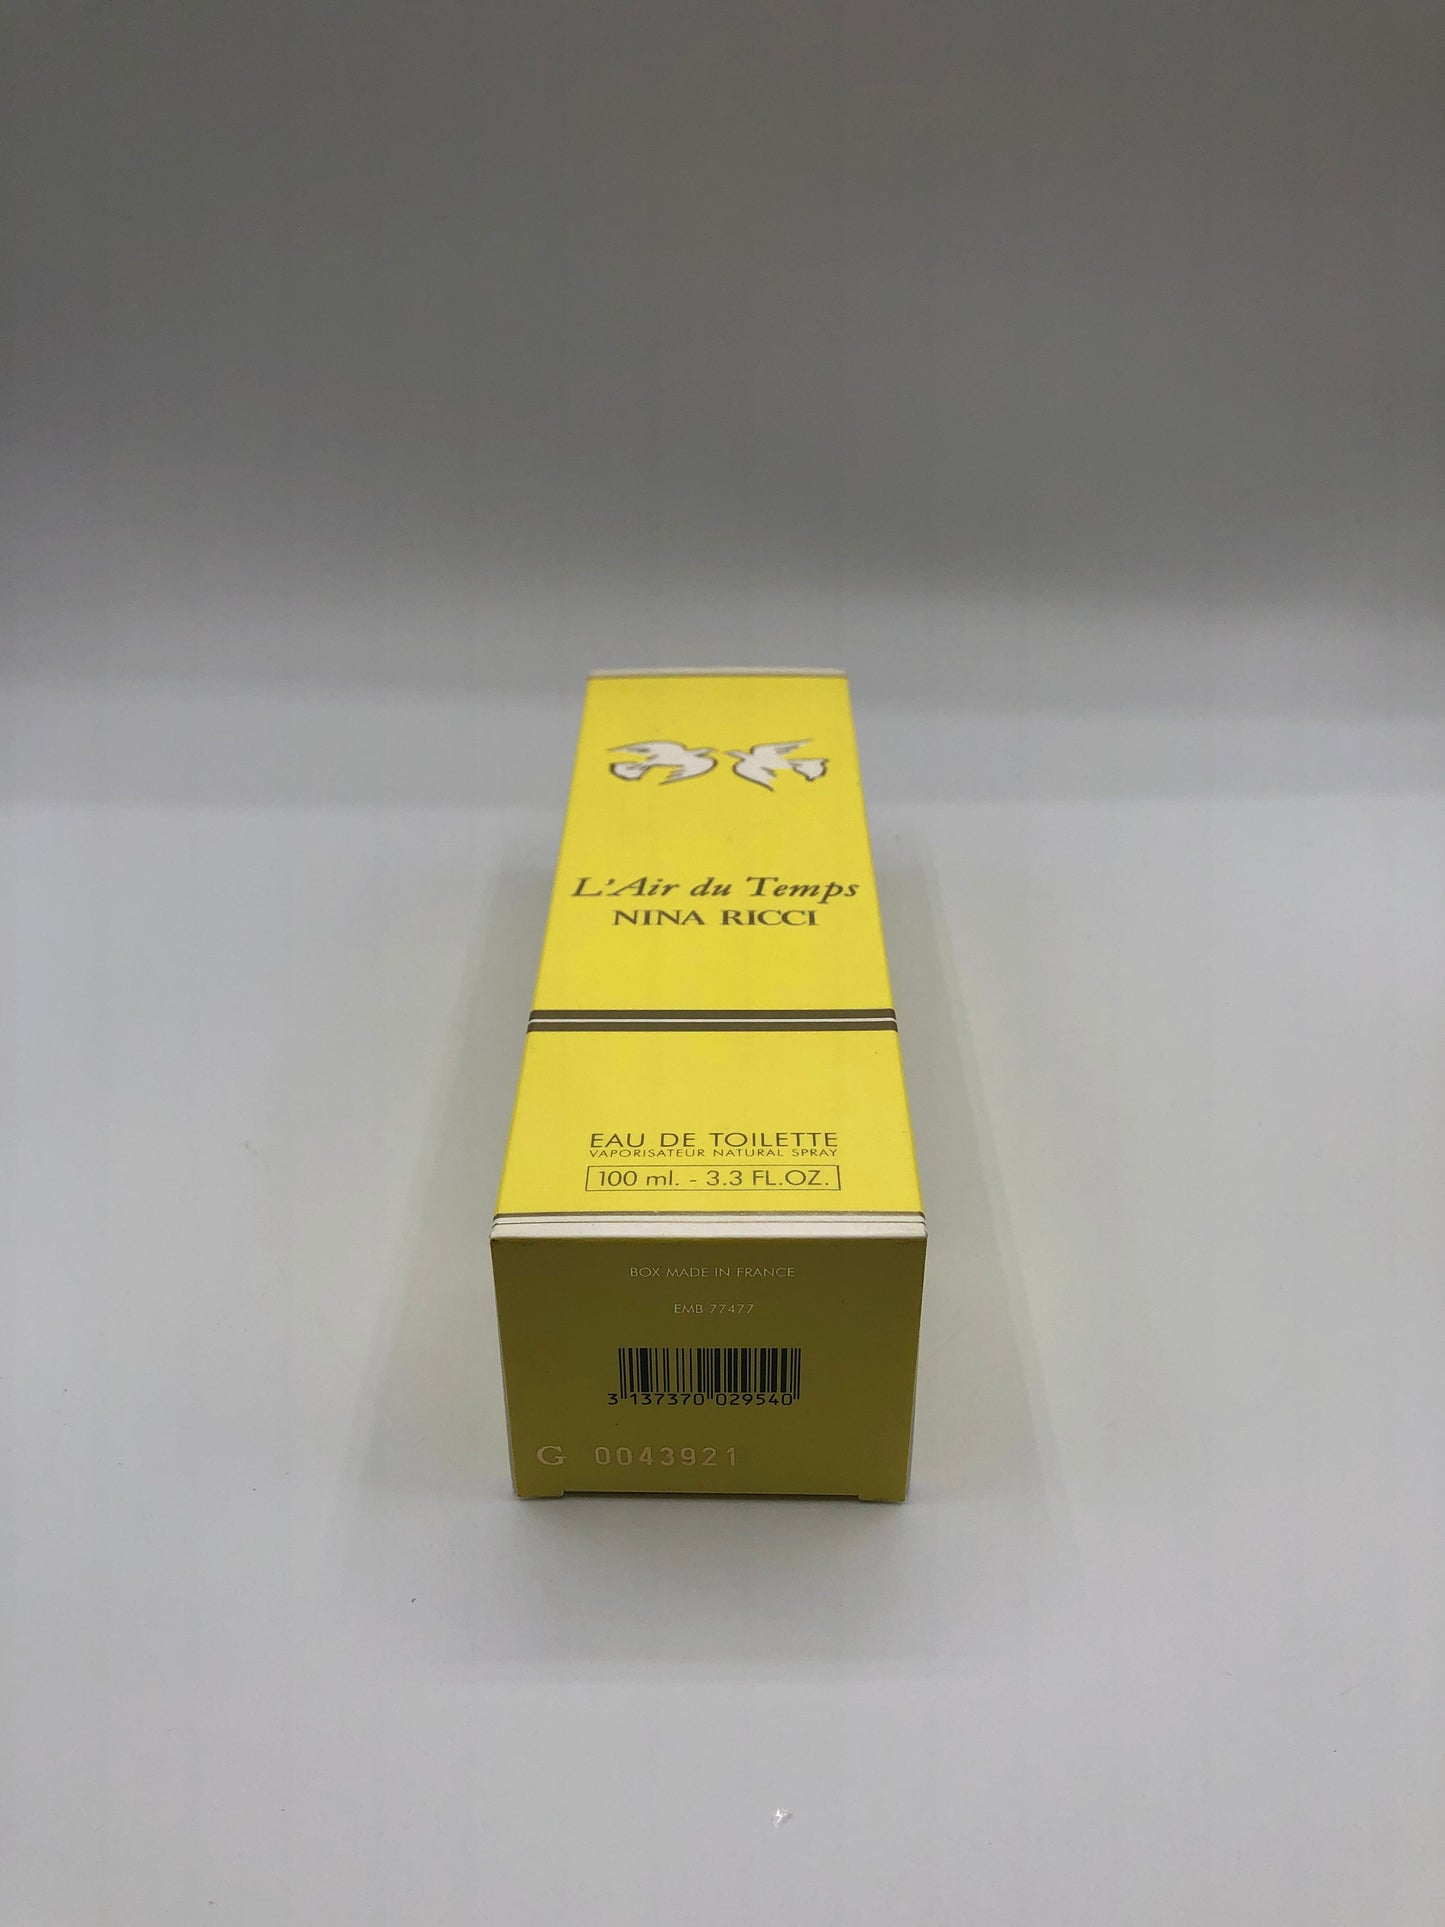 L'Air du Temps
NINA RICCI
EAU DE TOILETTE
VAPORISATEUR NATURAL SPRAY
100 ml. - 3.3 FL.OZ.
BOX MADE IN FRANCE
EMB 77477
3 137370 029540
G 0043921